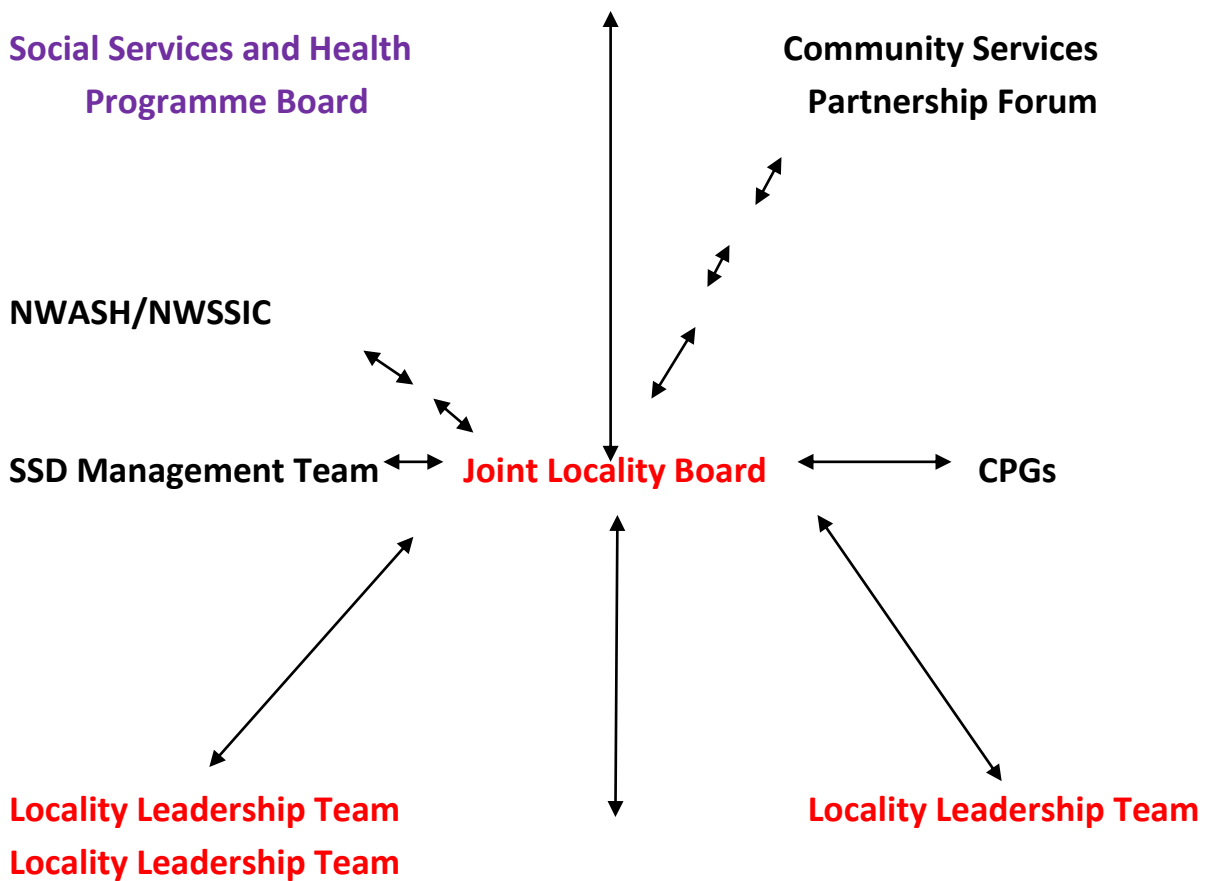 Social Services and Health
Programme Board
Community Services
Partnership Forum
NWASH/NWSSIC
SSD Management Team
Joint Locality Board
CPGs
Locality Leadership Team
Locality Leadership Team
Locality Leadership Team